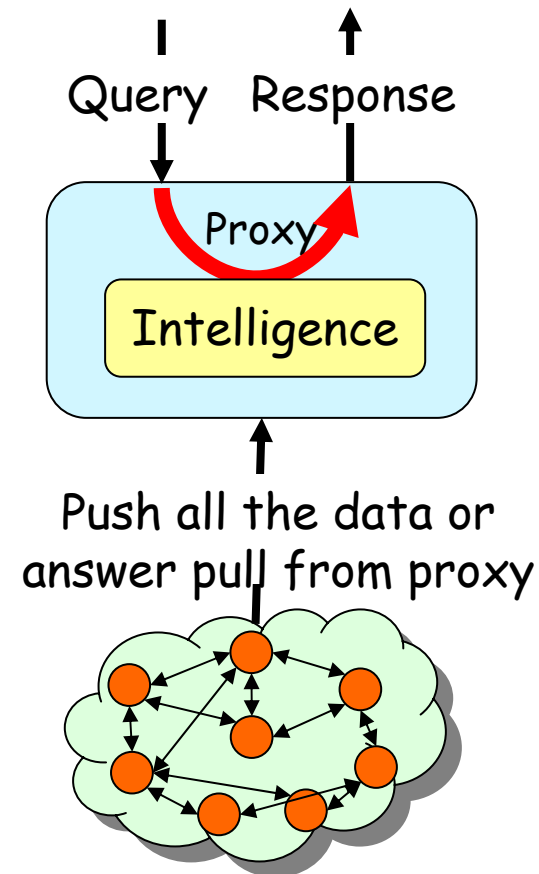 Query Response
Proxy
Intelligence
Push all the data or
answer pull from proxy